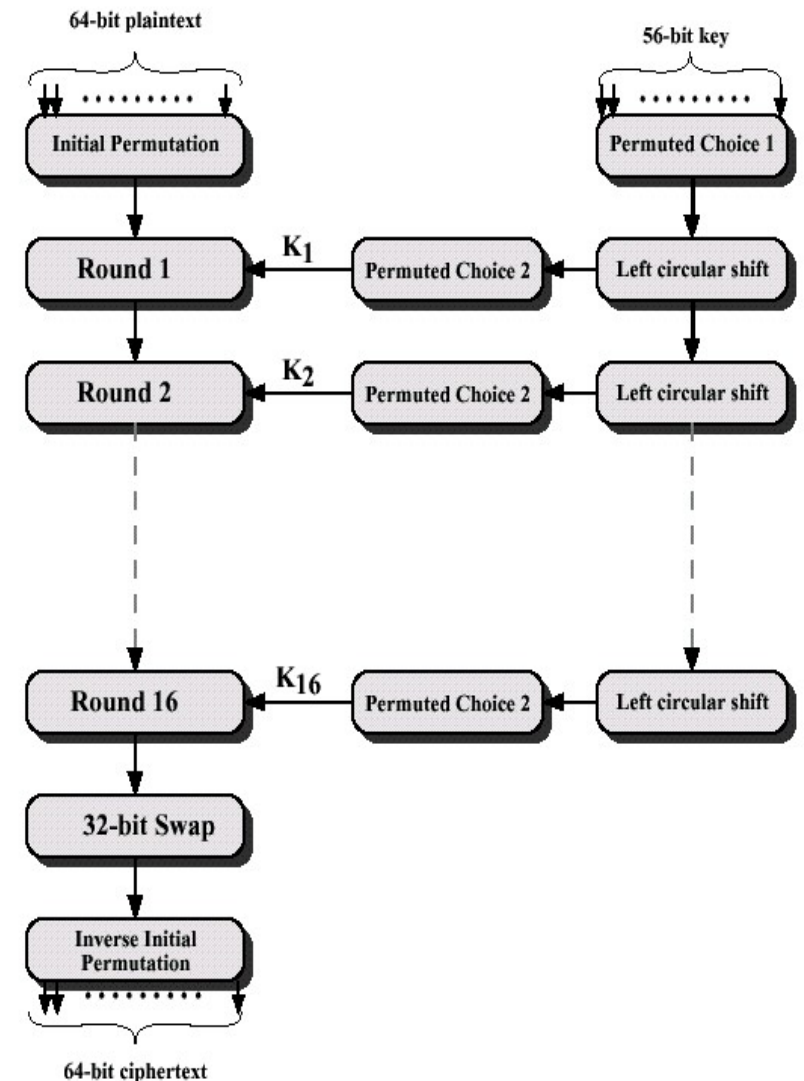 64-bit plaintext
56-bit key
Initial Permutation
Permuted Choice 1
Round 1
K1
Permuted Choice 2
Left circular shift
Round 2
K2
Permuted Choice 2
Left circular shift
Round 16
K16
Permuted Choice 2
Left circular shift
32-bit Swap
Inverse Initial
Permutation
64-bit ciphertext